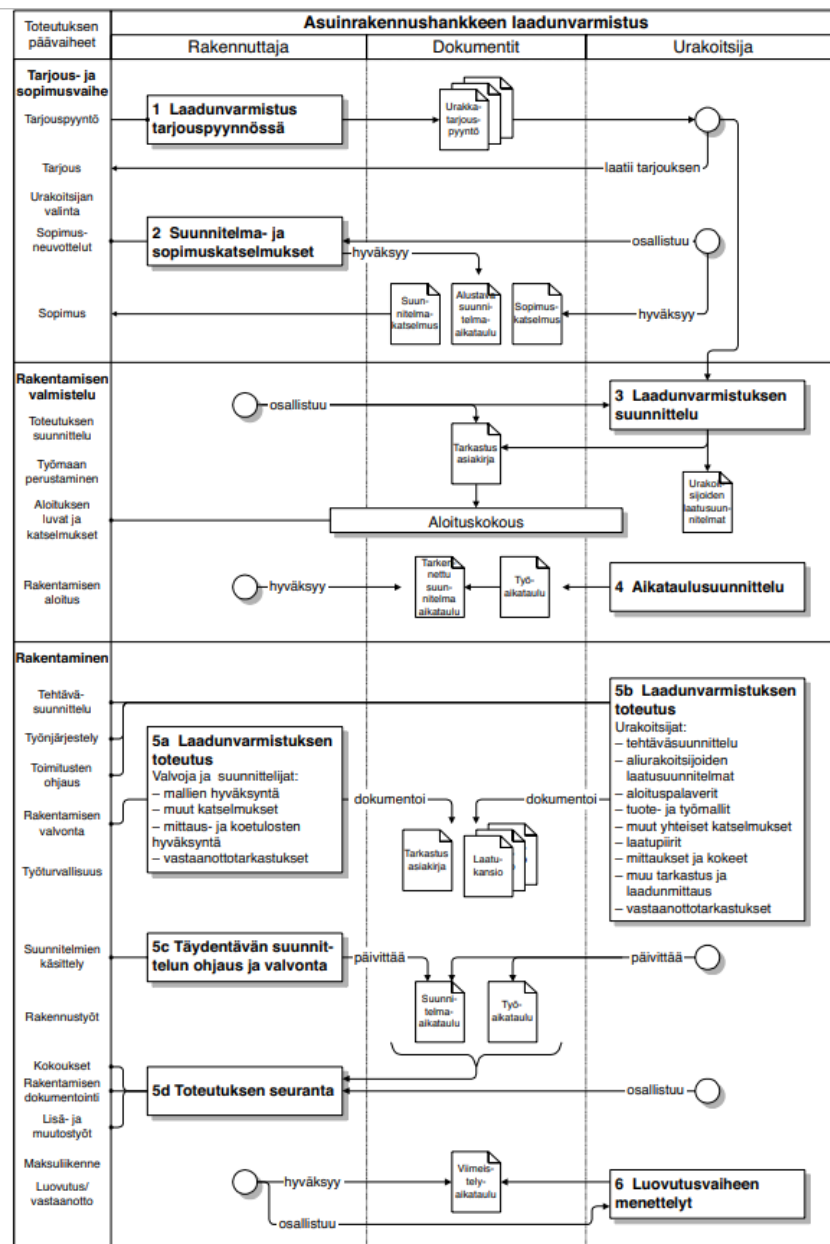 Toteutuksen
päävaiheet
Asuinrakennushankkeen laadunvarmistus
Rakennuttaja
Dokumentit
Urakoitsija
Tarjous- ja
sopimusvaihe
Tarjouspyyntö
1 Laadunvarmistus
tarjouspyynnössä
Urakka-
tarjous-
pyyntö
Tarjous
laatii tarjouksen
Urakoitsijan
valinta
Sopimus-
neuvottelut
2 Suunnitelma- ja
sopimuskatselmukset
osallistuu
hyväksyy
Suun-
nitelma-
katselmus
Alustava
suunni-
telma-
aikataulu
Sopimus-
katselmus
Sopimus
hyväksyy
Rakentamisen
valmistelu
osallistuu
3 Laadunvarmistuksen
suunnittelu
Toteutuksen
suunnittelu
Tarkastus
asiakirja
Työmaan
perustaminen
Urakoi-
sijoiden
laatusuun-
nitelmat
Aloituksen
luvat ja
katselmukset
Aloituskokous
Rakentamisen
aloitus
hyväksyy
Tarken-
nettu
suun-
nitelma
aikataulu
Työ-
aikataulu
4 Aikataulusuunnittelu
Rakentaminen
Tehtävä-
suunnittelu
Työnjärjestely
Toimitusten
ohjaus
Rakentamisen
valvonta
Työturvallisuus
5a Laadunvarmistuksen
toteutus
Valvoja ja suunnittelijat:
– mallien hyväksyntä
– muut katselmukset
– mittaus- ja koetulosten
hyväksyntä
– vastaanottotarkastukset
dokumentoi
dokumentoi
Tarkastus
asiakirja
Laatu-
kansio
5b Laadunvarmistuksen
toteutus
Urakoitsijat:
– tehtäväsuunnittelu
– aliurakoitsijoiden
laatusuunnitelmat
– aloituspalaverit
– tuote- ja työmallit
– muut yhteiset katselmukset
– laatupiirit
– mittaukset ja kokeet
– muu tarkastus ja
laadunmittaus
– vastaanottotarkastukset
Suunnitelmien
käsittely
5c Täydentävän suunnit-
telun ohjaus ja valvonta
päivittää
päivittää
Suunni-
telma-
aikataulu
Työ-
aikataulu
Rakennustyöt
Kokoukset
Rakentamisen
dokumentointi
Lisä- ja
muutostyöt
5d Toteutuksen seuranta
osallistuu
Maksuliikenne
Luovutus/
vastaanotto
hyväksyy
Viimeis-
tely-
aikataulu
6 Luovutusvaiheen
menettelyt
osallistuu